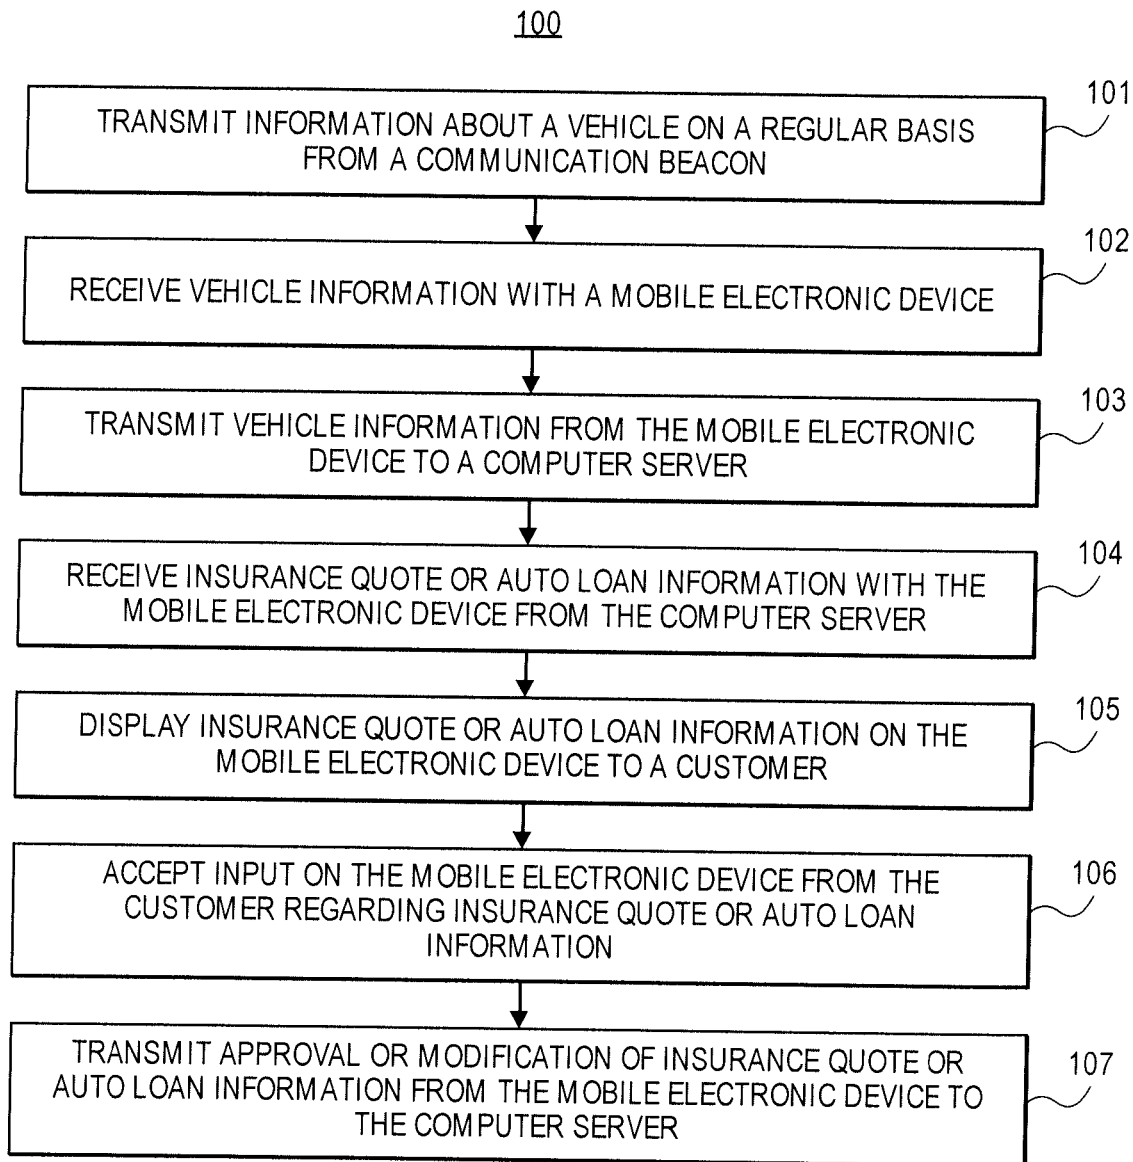 100
TRANSMIT INFORMATION ABOUT A VEHICLE ON A REGULAR BASIS
FROM A COMMUNICATION BEACON
101
RECEIVE VEHICLE INFORMATION WITH A MOBILE ELECTRONIC DEVICE
102
TRANSMIT VEHICLE INFORMATION FROM THE MOBILE ELECTRONIC
DEVICE TO A COMPUTER SERVER
103
RECEIVE INSURANCE QUOTE OR AUTO LOAN INFORMATION WITH THE
MOBILE ELECTRONIC DEVICE FROM THE COMPUTER SERVER
104
DISPLAY INSURANCE QUOTE OR AUTO LOAN INFORMATION ON THE
MOBILE ELECTRONIC DEVICE TO A CUSTOMER
105
ACCEPT INPUT ON THE MOBILE ELECTRONIC DEVICE FROM THE
CUSTOMER REGARDING INSURANCE QUOTE OR AUTO LOAN
INFORMATION
106
TRANSMIT APPROVAL OR MODIFICATION OF INSURANCE QUOTE OR
AUTO LOAN INFORMATION FROM THE MOBILE ELECTRONIC DEVICE TO
THE COMPUTER SERVER
107